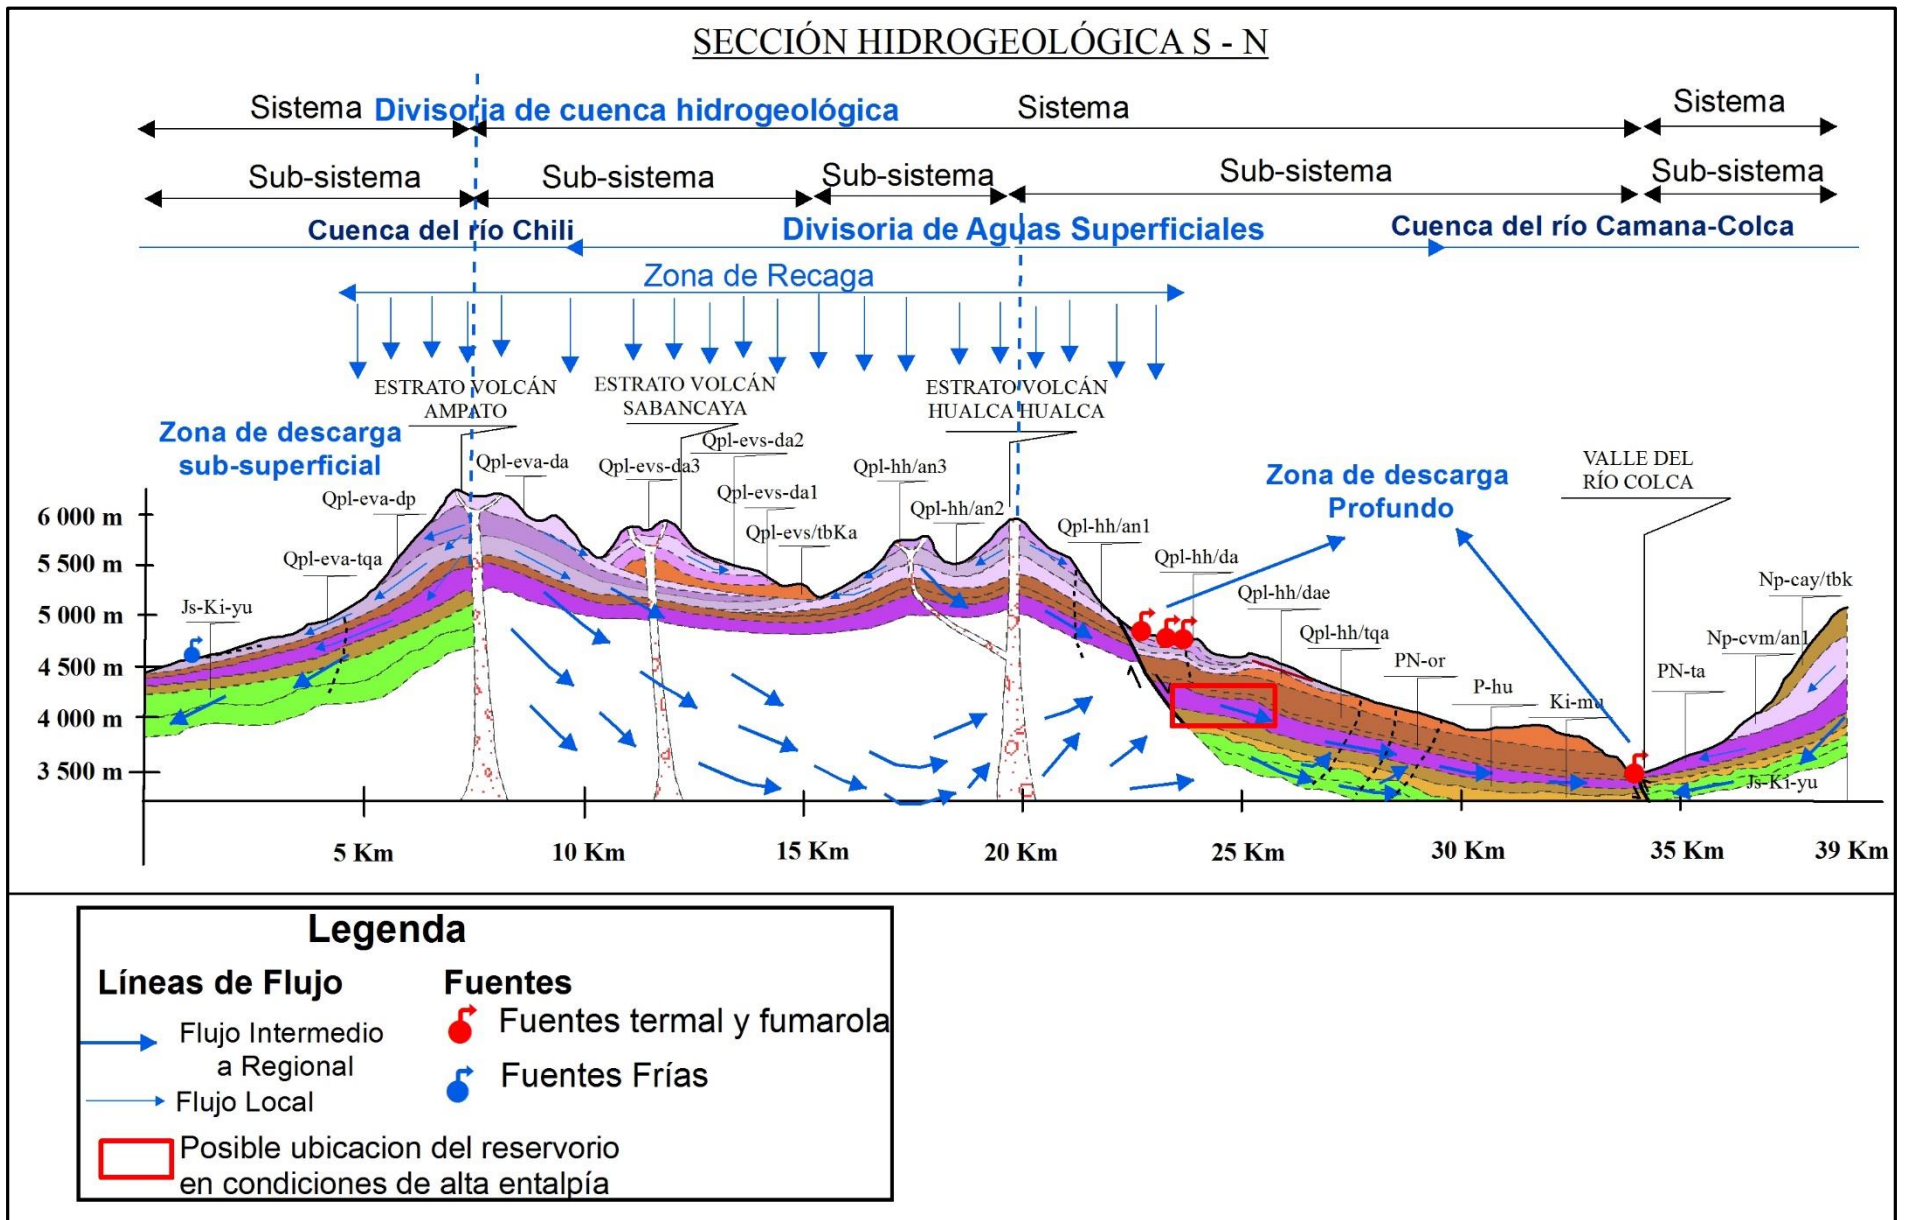 SECCIÓN HIDROGEOLÓGICA S - N
Sistema
Divisoria de cuenca hidrogeológica
Sistema
Sistema
Sub-sistema
Sub-sistema
Sub-sistema
Sub-sistema
Sub-sistema
Cuenca del río Chili
Divisoria de Aguas Superficiales
Cuenca del río Camana-Colca
Zona de Recaga
ESTRATO VOLCÁN
AMPATO
ESTRATO VOLCÁN
SABANCAYA
ESTRATO VOLCÁN
HUALCA HUALCA
Zona de descarga
sub-superficial
Zona de descarga
Profundo
VALLE DEL
RÍO COLCA
Js-Ki-yu
Qpl-eva-tqa
Qpl-eva-dp
Qpl-eva-da
Qpl-evs-da3
Qpl-evs-da2
Qpl-evs-da1
Qpl-evs/tbKa
Qpl-hh/an3
Qpl-hh/an2
Qpl-hh/an1
Qpl-hh/da
Qpl-hh/dae
Qpl-hh/tqa
PN-or
P-hu
Ki-mu
PN-ta
Np-cvm/an1
Np-cay/tbk
Js-Ki-yu
6 000 m
5 500 m
5 000 m
4 500 m
4 000 m
3 500 m
5 Km
10 Km
15 Km
20 Km
25 Km
30 Km
35 Km
39 Km
Legenda
Líneas de Flujo
Flujo Intermedio
a Regional
Flujo Local
Fuentes
Fuentes termal y fumarola
Fuentes Frías
Posible ubicacion del reservorio
en condiciones de alta entalpía